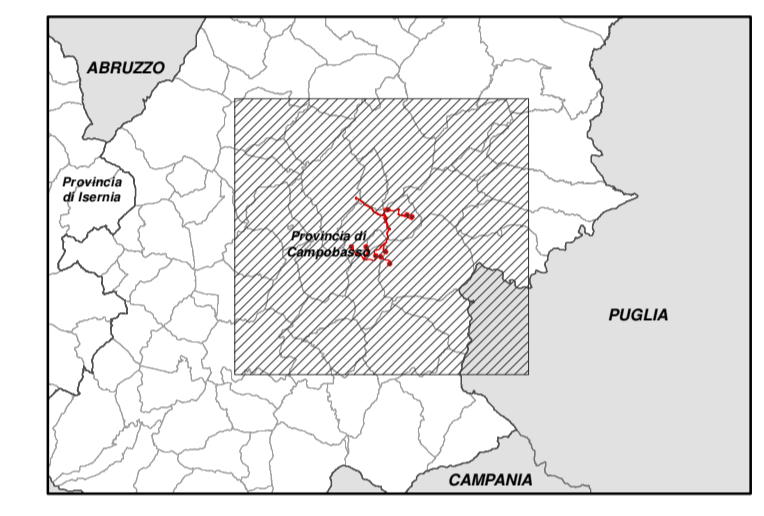 ABRUZZO
Provincia
di Isernia
Provincia di
Campobasso
PUGLIA
CAMPANIA